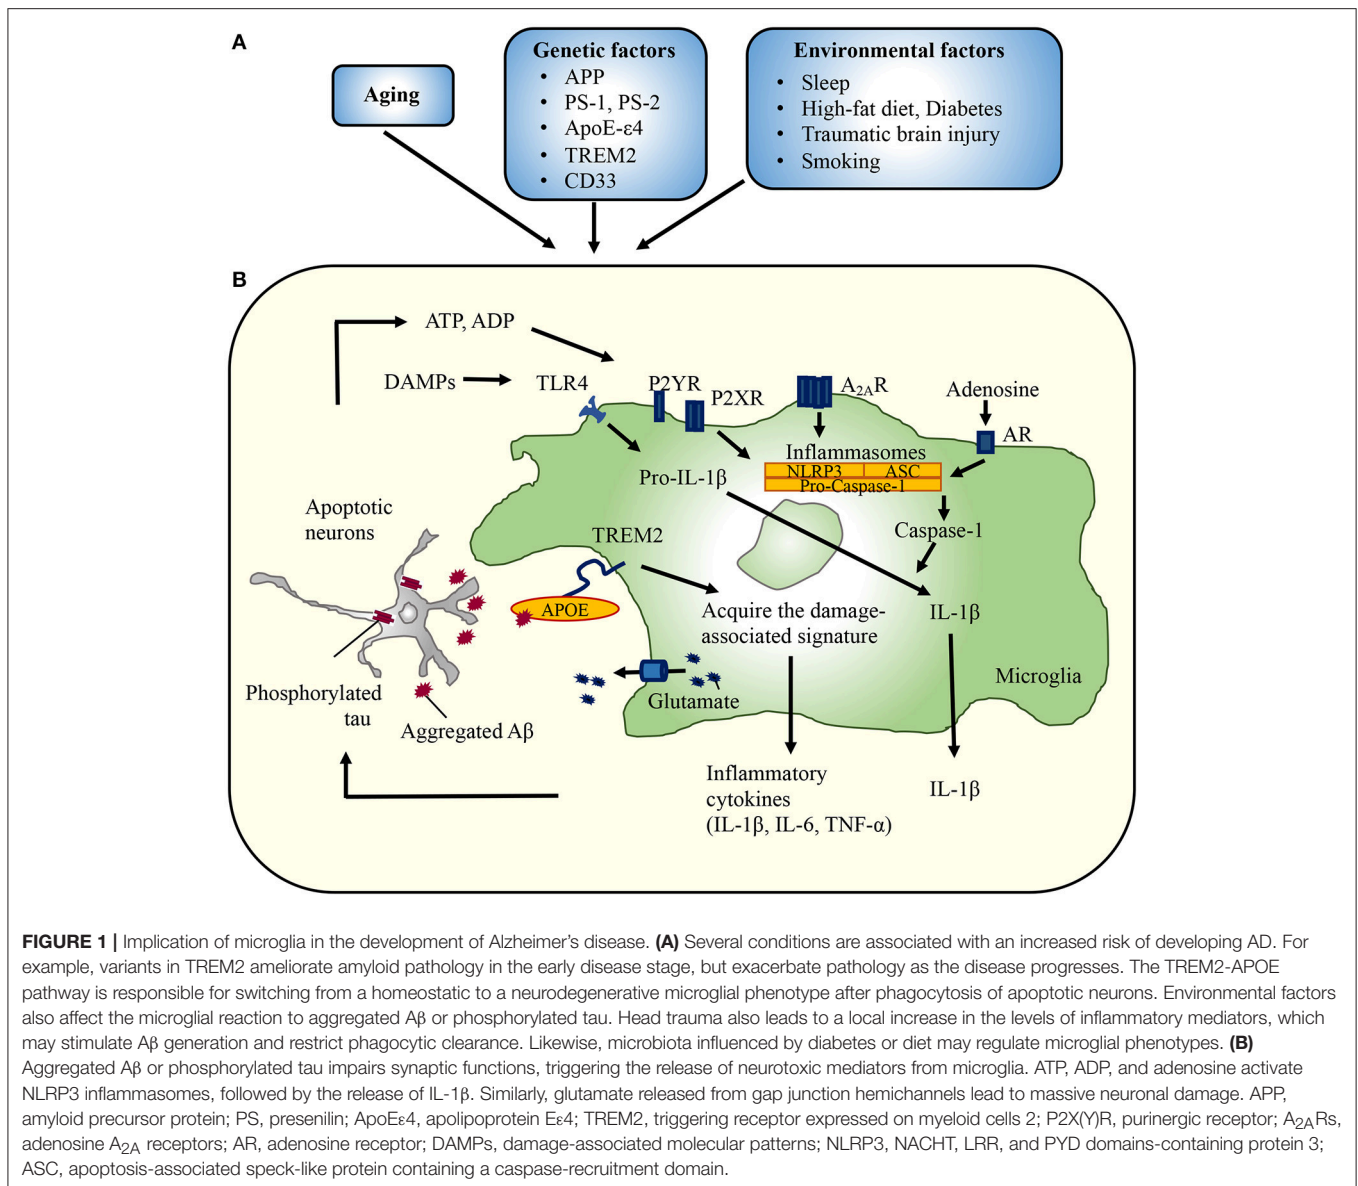 A
Aging
Genetic factors
• APP
• PS-1, PS-2
• ApoE-ε4
• TREM2
• CD33
Environmental factors
• Sleep
• High-fat diet, Diabetes
• Traumatic brain injury
• Smoking
B
ATP, ADP
DAMPs
TLR4
P2YR
P2XR
A2AR
Adenosine
AR
Inflammasomes
NLRP3
ASC
Pro-Caspase-1
Pro-IL-1β
Caspase-1
Apoptotic
neurons
TREM2
APOE
Acquire the damage-
associated signature
IL-1β
Microglia
Glutamate
Phosphorylated
tau
Aggregated Aβ
Inflammatory
cytokines
(IL-1β, IL-6, TNF-α)
IL-1β
FIGURE 1 | Implication of microglia in the development of Alzheimer's disease. (A) Several conditions are associated with an increased risk of developing AD. For
example, variants in TREM2 ameliorate amyloid pathology in the early disease stage, but exacerbate pathology as the disease progresses. The TREM2-APOE
pathway is responsible for switching from a homeostatic to a neurodegenerative microglial phenotype after phagocytosis of apoptotic neurons. Environmental factors
also affect the microglial reaction to aggregated Aβ or phosphorylated tau. Head trauma also leads to a local increase in the levels of inflammatory mediators, which
may stimulate Aβ generation and restrict phagocytic clearance. Likewise, microbiota influenced by diabetes or diet may regulate microglial phenotypes. (B)
Aggregated Aβ or phosphorylated tau impairs synaptic functions, triggering the release of neurotoxic mediators from microglia. ATP, ADP, and adenosine activate
NLRP3 inflammasomes, followed by the release of IL-1β. Similarly, glutamate released from gap junction hemichannels lead to massive neuronal damage. APP,
amyloid precursor protein; PS, presenilin; ApoEε4, apolipoprotein Eε4; TREM2, triggering receptor expressed on myeloid cells 2; P2X(Y)R, purinergic receptor; A2ARs,
adenosine A2A receptors; AR, adenosine receptor; DAMPs, damage-associated molecular patterns; NLRP3, NACHT, LRR, and PYD domains-containing protein 3;
ASC, apoptosis-associated speck-like protein containing a caspase-recruitment domain.